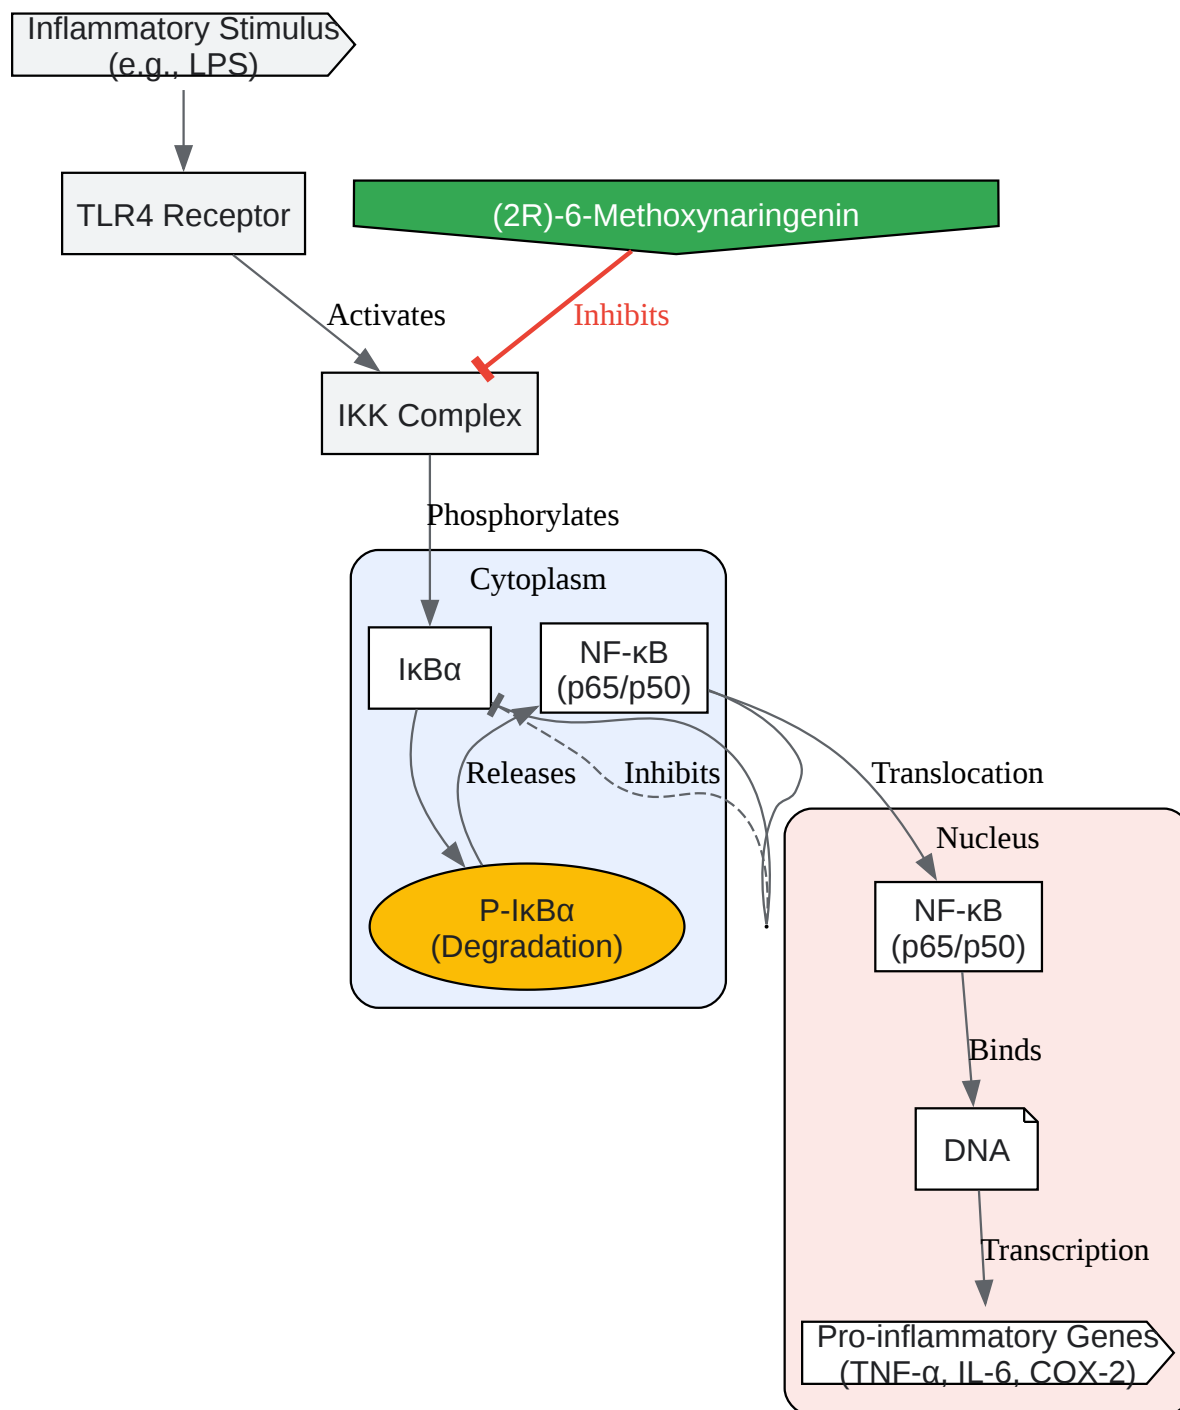 Inflammatory Stimulus
(e.g., LPS)
TLR4 Receptor
(2R)-6-Methoxynaringenin
Activates
Inhibits
IKK Complex
Phosphorylates
Cytoplasm
IκBα
NF-κB
(p65/p50)
Releases
Inhibits
Translocation
Nucleus
P-IκBα
(Degradation)
NF-κB
(p65/p50)
Binds
DNA
Transcription
Pro-inflammatory Genes
(TNF-α, IL-6, COX-2)